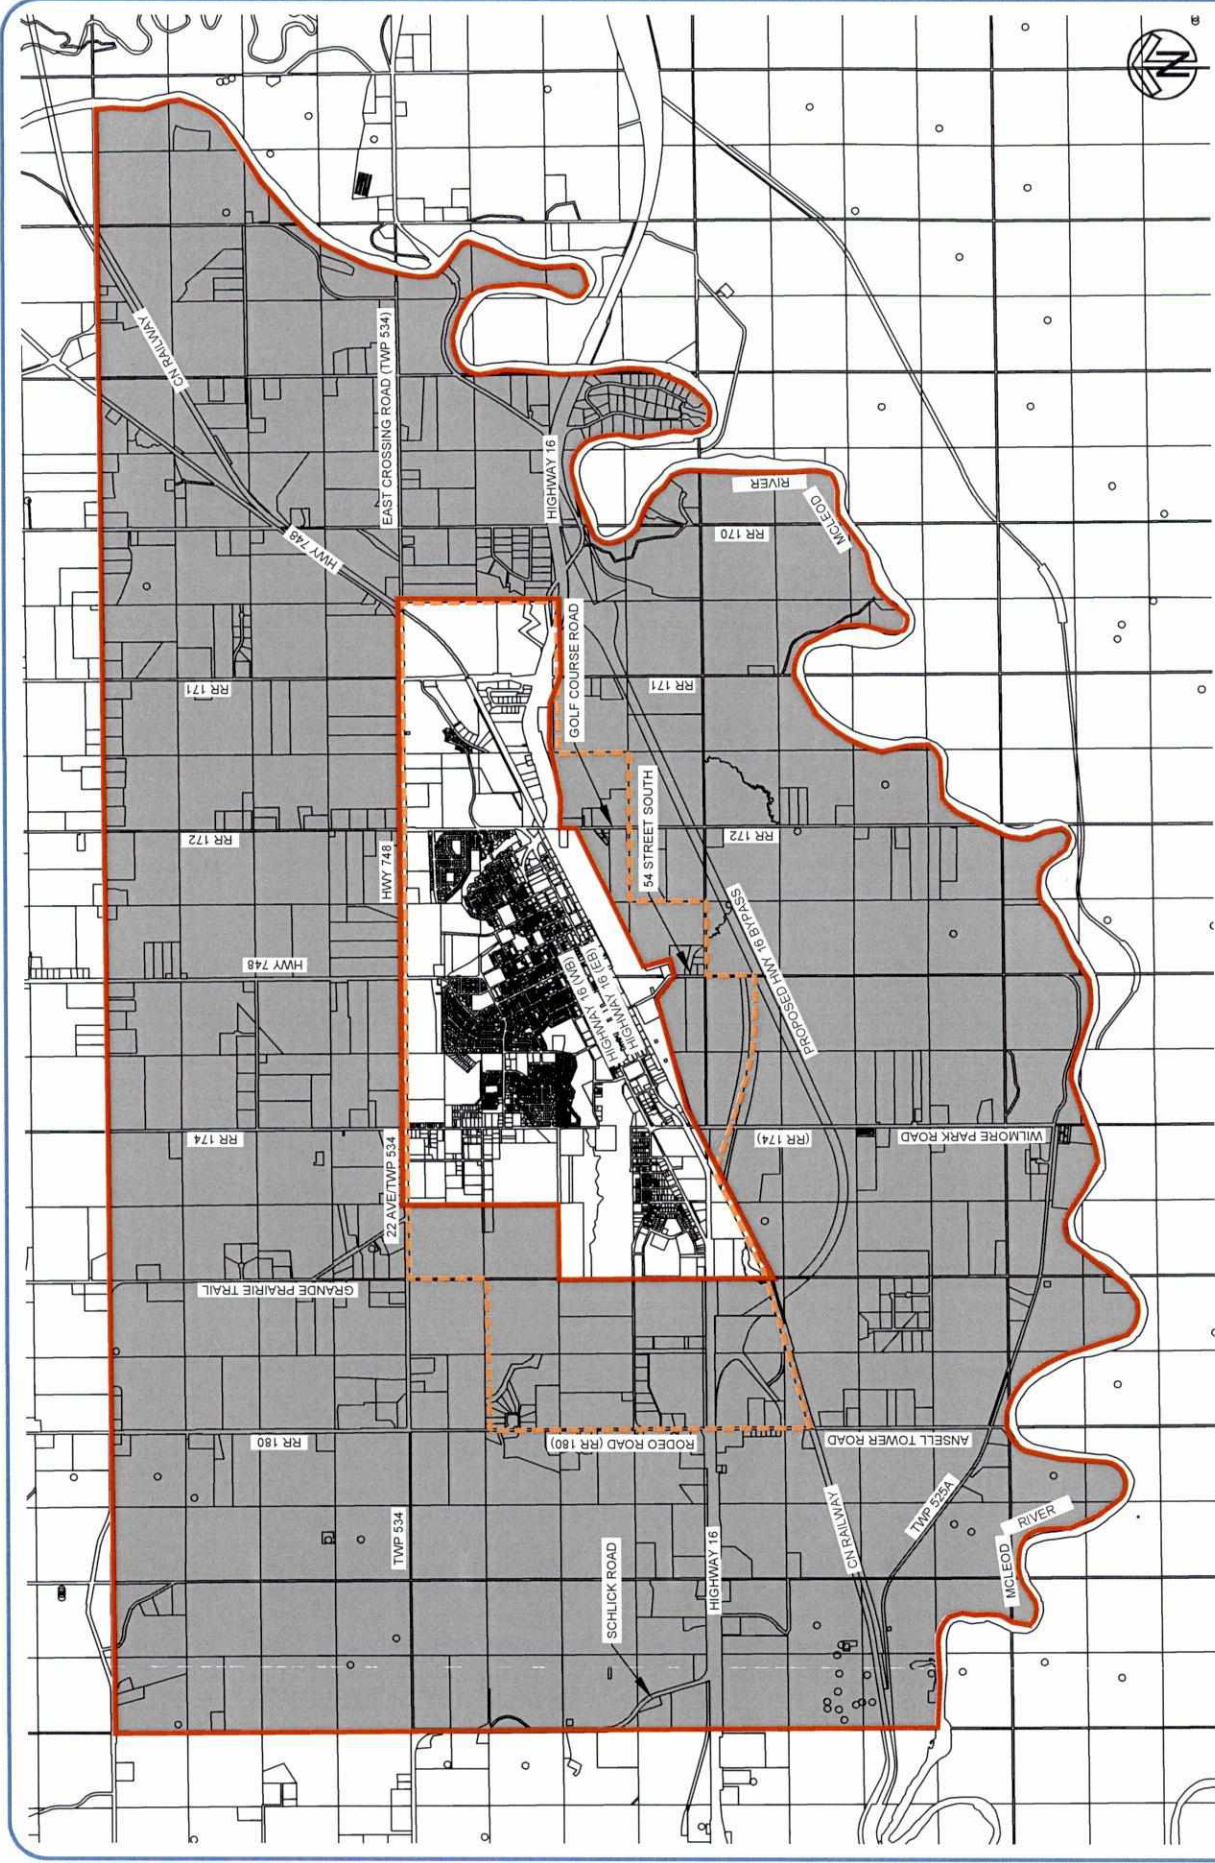 N
CN RAILWAY
EAST CROSSING ROAD (TWP 534)
HIGHWAY 16
HWY 748
RIVER
MCLEOD
RR 170
GOLF COURSE ROAD
RR 171
RR 171
54 STREET SOUTH
RR 172
HWY 748
RR 172
HWY 748
HIGHWAY 16 (WB)
HIGHWAY 16 (EB)
PROPOSED HWY 16 BYPASS
RR 174
22 AVE/TWP 534
(RR 174)
WILMORE PARK ROAD
GRANDE PRAIRIE TRAIL
RR 180
RODEO ROAD (RR 180)
ANSELL TOWER ROAD
TWP 534
SCHLICK ROAD
HIGHWAY 16
CN RAILWAY
TWP 525A
MCLEOD
RIVER